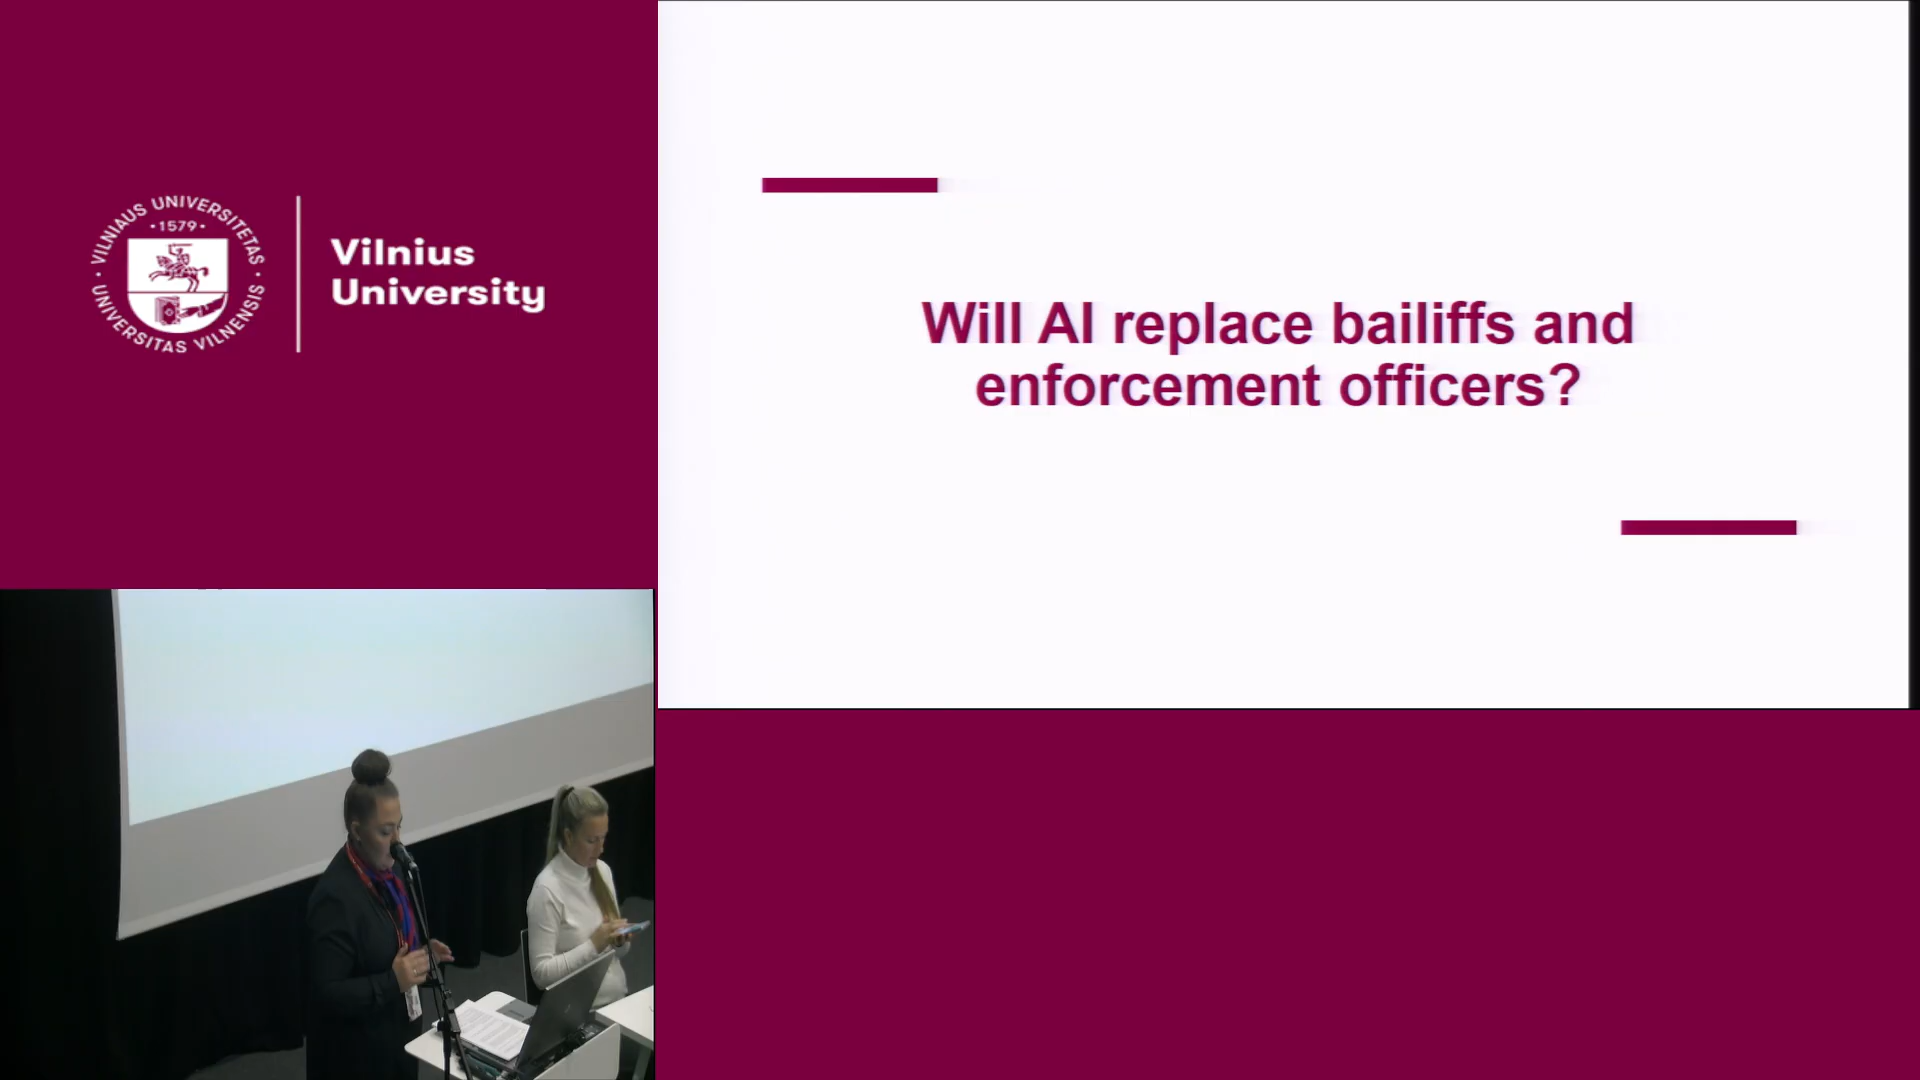 VILNIAUS UNIVERSITETAS
1579
UNIVERSITAS VILNENSIS
Vilnius
University
Will AI replace bailiffs and
enforcement officers?